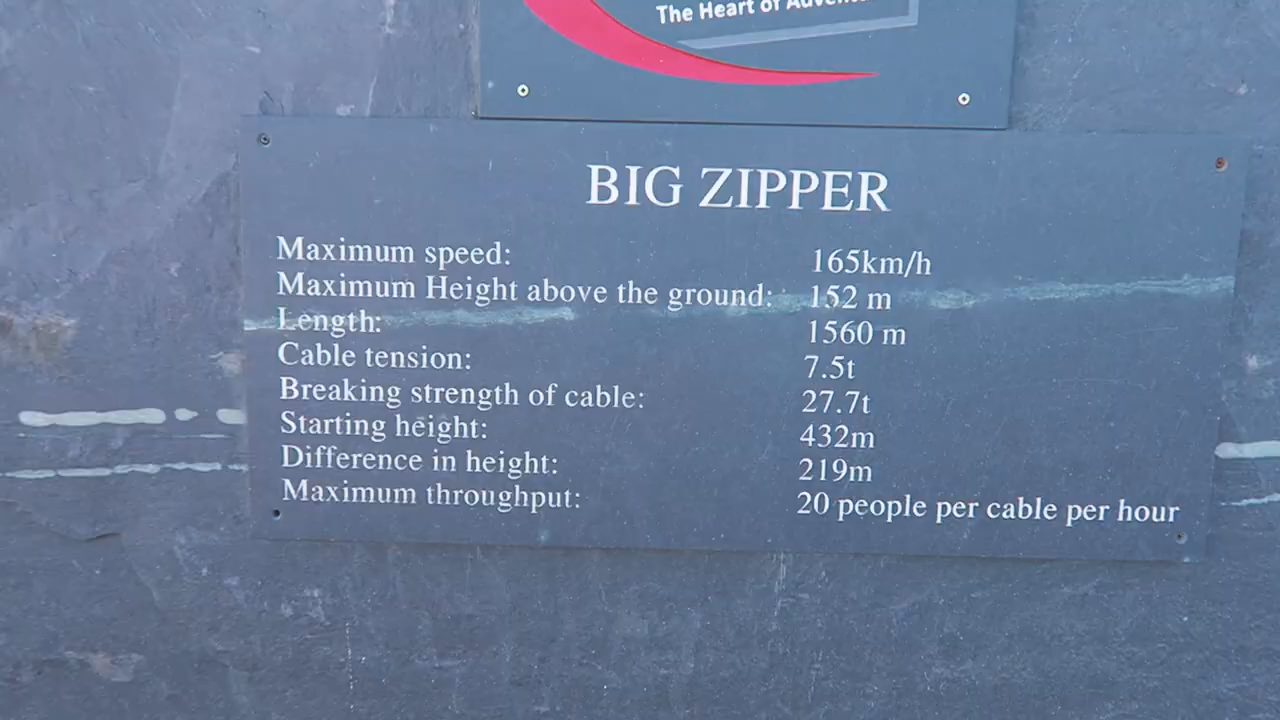 The Heart of
BIG ZIPPER
Maximum speed: 165km/h
Maximum Height above the ground: 152 m
Length: 1560 m
Cable tension: 7.5t
Breaking strength of cable: 27.7t
Starting height: 432m
Difference in height: 219m
Maximum throughput: 20 people per cable per hour